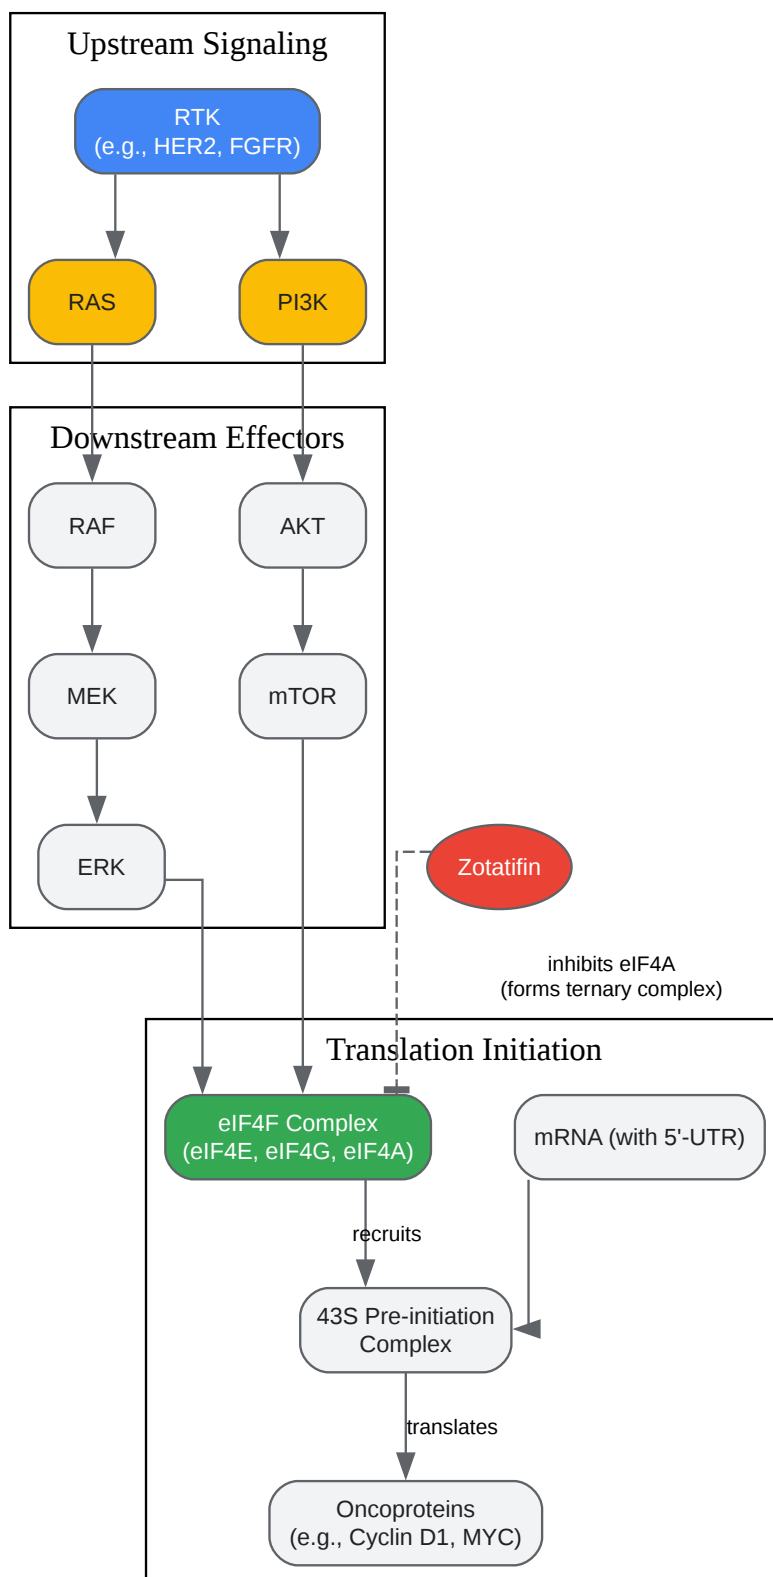 Upstream Signaling
RTK
(e.g., HER2, FGFR)
RAS
PI3K
Downstream Effectors
RAF
AKT
MEK
mTOR
ERK
Zotatifin
inhibits eIF4A
(forms ternary complex)
Translation Initiation
eIF4F Complex
(eIF4E, eIF4G, eIF4A)
mRNA (with 5'-UTR)
recruits
43S Pre-initiation
Complex
translates
Oncoproteins
(e.g., Cyclin D1, MYC)